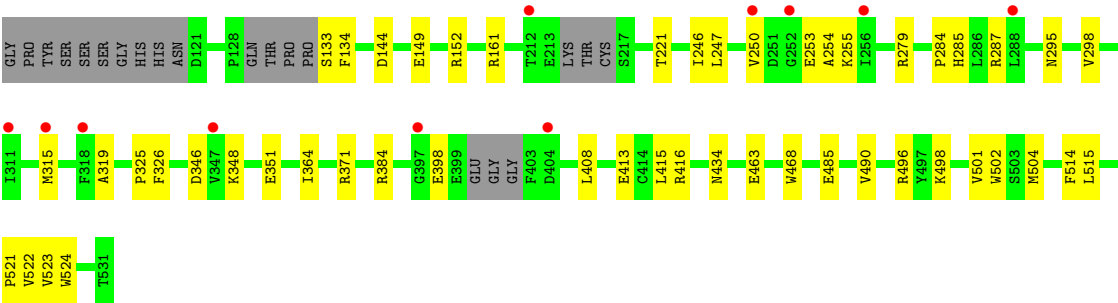 GLY PRO TYR SER SER SER GLY HIS HIS ASN D121 P128 GLN THR PRO PRO S133 F134 D144 E149 R152 R161 T212 E213 LYS THR CYS S217 T221 I246 L247 V250 D251 G252 E253 A254 K255 I256 R279 P284 H285 L286 R287 L288 N295 V298
I311 M315 F318 A319 P325 F326 D346 V347 K348 E351 I364 R371 R384 G397 E398 E399 GLU GLY GLY F403 D404 L408 E413 C414 L415 R416 N434 E463 W468 E485 V490 R496 Y497 K498 V501 W502 S503 M504 F514 L515
P521 V522 V523 W524 T531